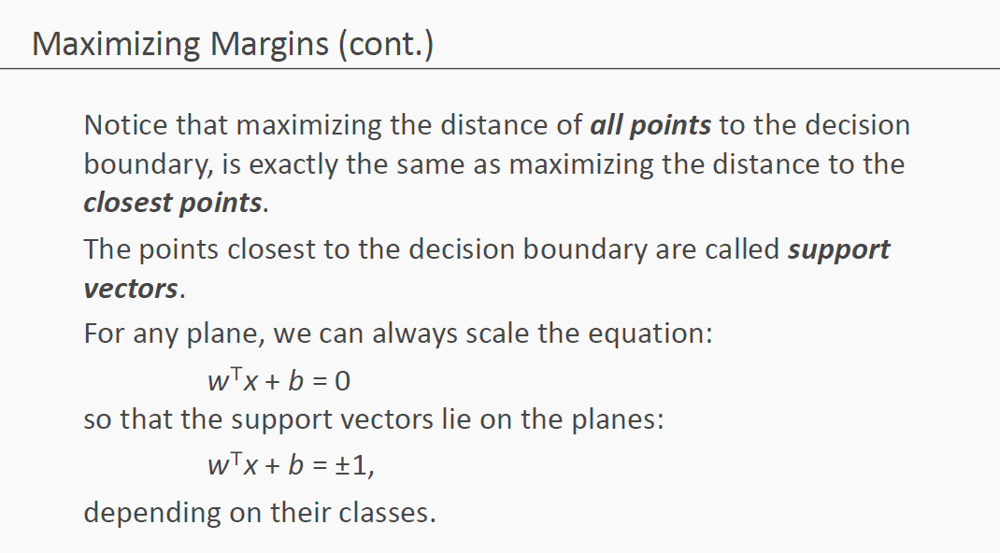 Maximizing Margins (cont.)
Notice that maximizing the distance of all points to the decision
boundary, is exactly the same as maximizing the distance to the
closest points.
The points closest to the decision boundary are called support
vectors.
For any plane, we can always scale the equation:
wᵀx + b = 0
so that the support vectors lie on the planes:
wᵀx + b = ±1,
depending on their classes.